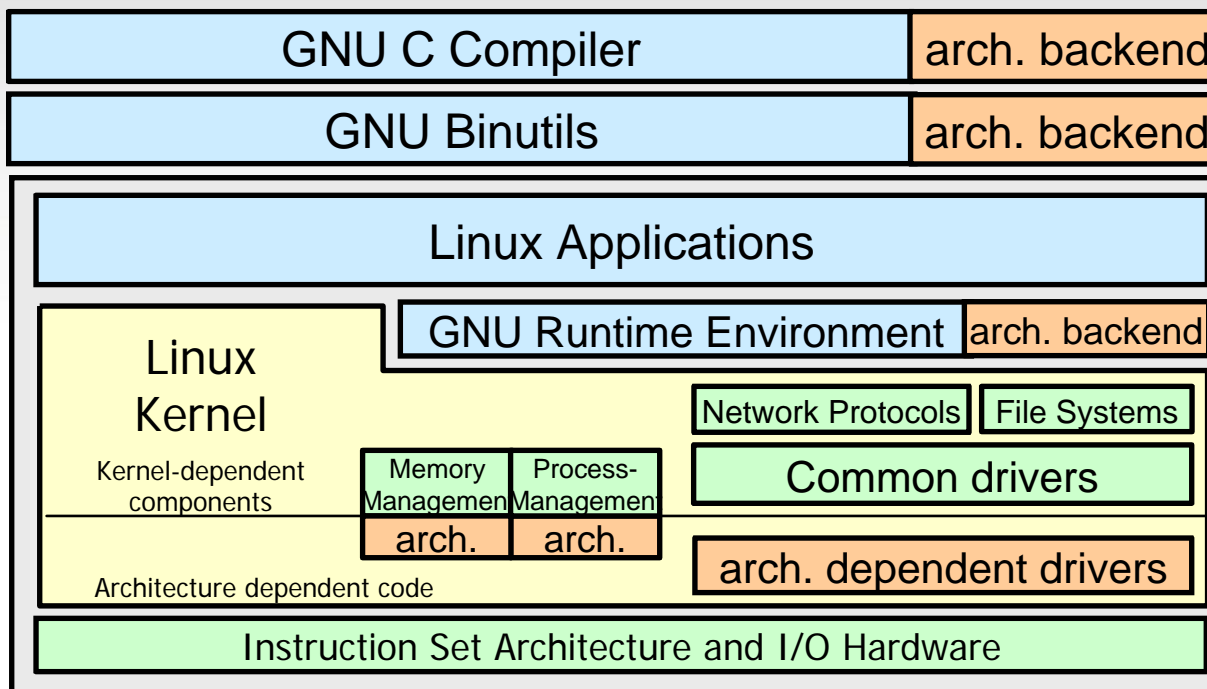 GNU C Compiler
arch. backend
GNU Binutils
arch. backend
Linux Applications
GNU Runtime Environment
arch. backend
Linux
Kernel
Network Protocols
File Systems
Kernel-dependent
components
Memory
Managemen
Process-
Management
Common drivers
arch.
arch.
arch. dependent drivers
Architecture dependent code
Instruction Set Architecture and I/O Hardware